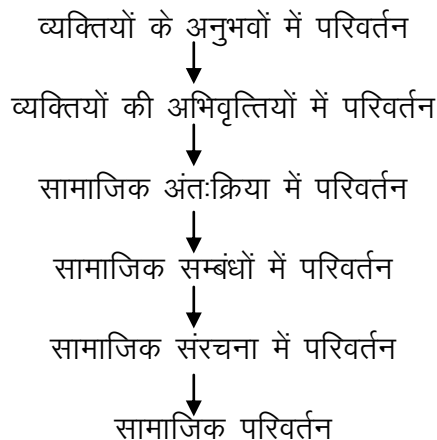 व्यक्तियों के अनुभवों में परिवर्तन
व्यक्तियों की अभिवृत्तियों में परिवर्तन
सामाजिक अंतःक्रिया में परिवर्तन
सामाजिक सम्बंधों में परिवर्तन
सामाजिक संरचना में परिवर्तन
सामाजिक परिवर्तन